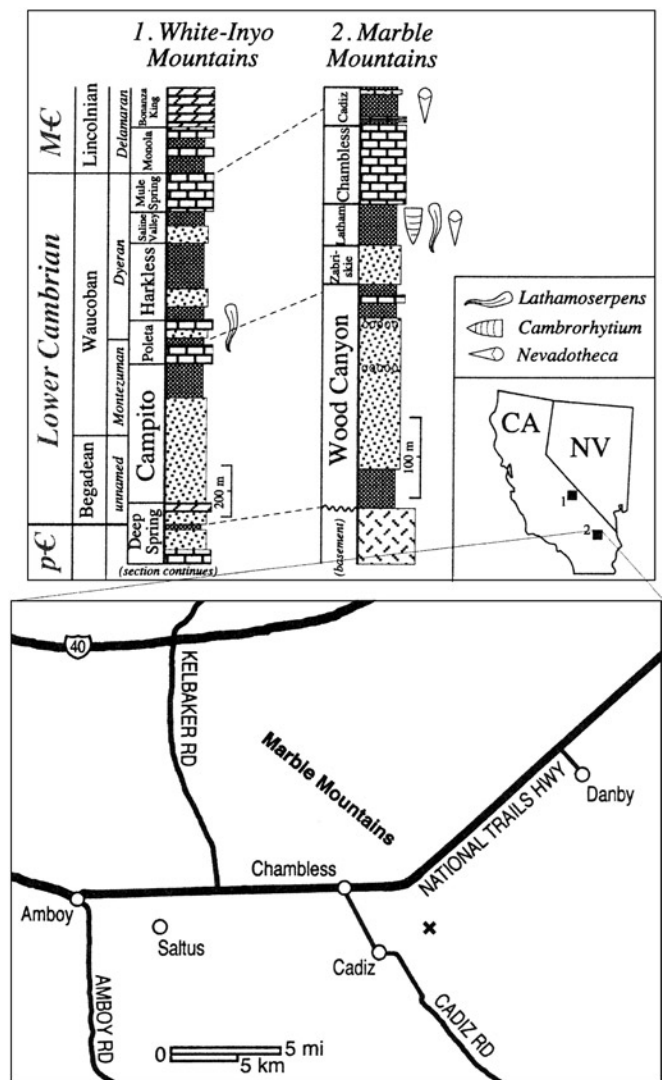 1. White-Inyo
Mountains
2. Marble
Mountains
M-Є
Lower Cambrian
pЄ
Lincolnian
Waucoban
Begadean
Delamaran
Dyeran
Montezuman
unnamed
Bonanza
King
Monola
Mule
Spring
Saline
Valley
Harkless
Poleta
Campito
Deep
Spring
(section continues)
200 m
Cadiz
Chambless
Latham
Zabri-
skie
Wood Canyon
(basement)
100 m
Lathamoserpens
Cambrorhytium
Nevadotheca
CA
NV
1
2
40
KELBAKER RD
Marble Mountains
NATIONAL TRAILS HWY
Danby
Chambless
Amboy
Saltus
Cadiz
AMBOY RD
CADIZ RD
0
5 mi
5 km